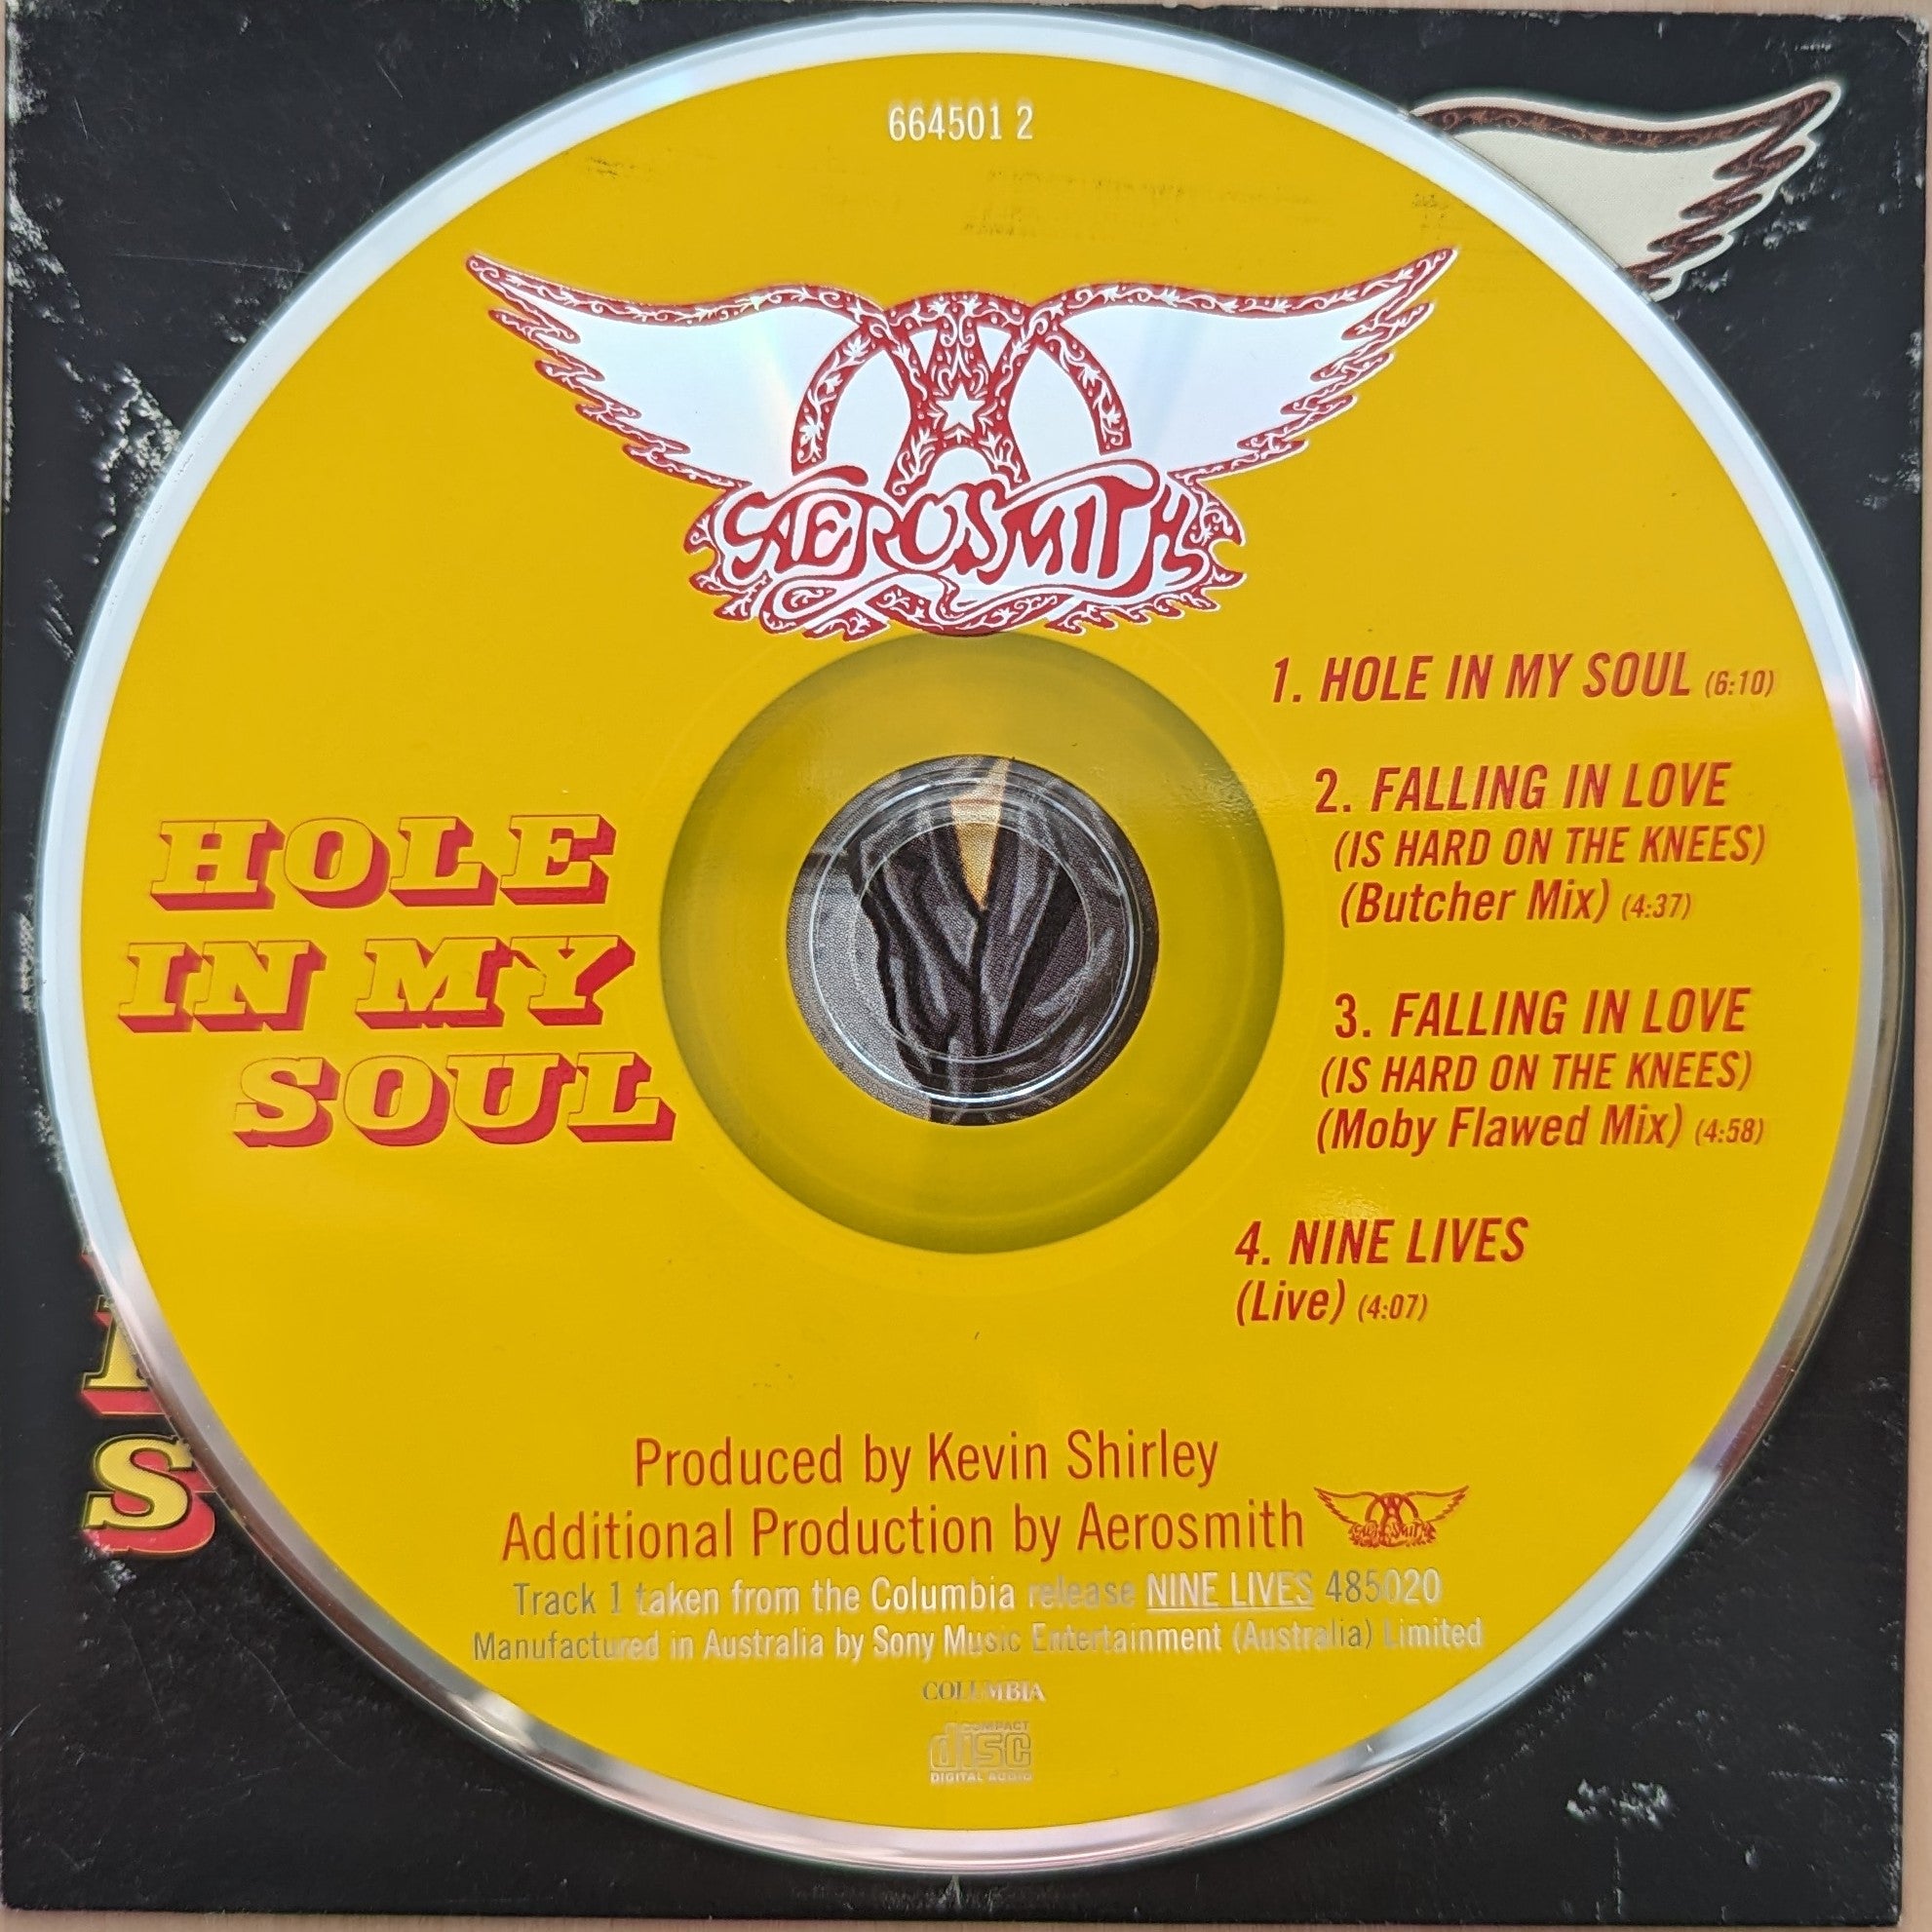 664501 2
AEROSMITH
HOLE
IN MY
SOUL
1. HOLE IN MY SOUL (6:10)
2. FALLING IN LOVE
(IS HARD ON THE KNEES)
(Butcher Mix) (4:37)
3. FALLING IN LOVE
(IS HARD ON THE KNEES)
(Moby Flawed Mix) (4:58)
4. NINE LIVES
(Live) (4:07)
Produced by Kevin Shirley
Additional Production by Aerosmith
AEROSMITH
Track 1 taken from the Columbia release NINE LIVES 485020
Manufactured in Australia by Sony Music Entertainment (Australia) Limited
COLUMBIA
COMPACT
disc
DIGITAL AUDIO
S